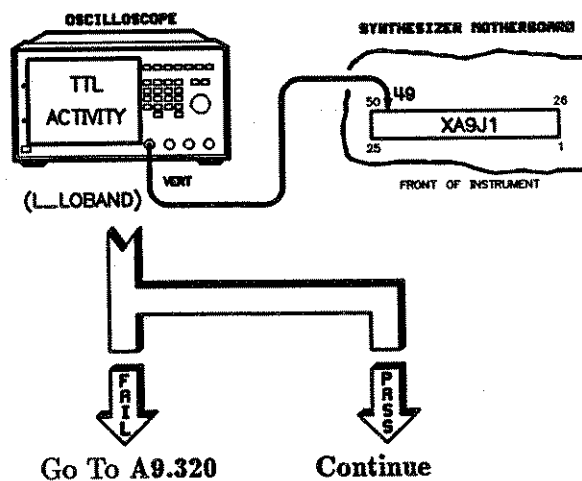 OSCILLOSCOPE
SYNTHESIZER MOTHERBOARD
TTL
ACTIVITY
50 49 26
XA9J1
25 1
VERT
FRONT OF INSTRUMENT
(L_LOBAND)
FAIL
PASS
Go To A9.320
Continue